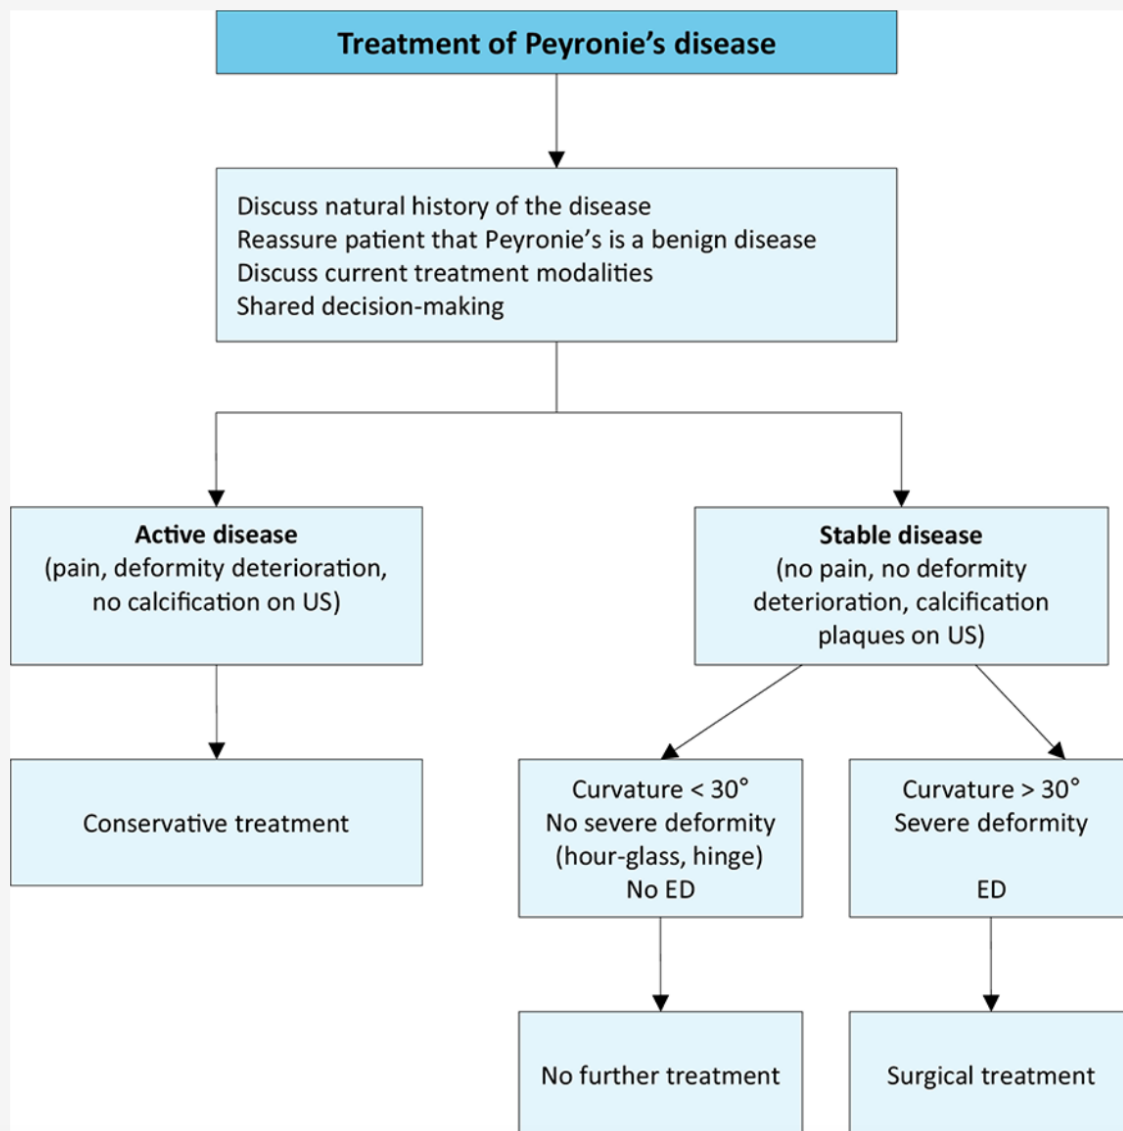 Treatment of Peyronie’s disease
Discuss natural history of the disease
Reassure patient that Peyronie’s is a benign disease
Discuss current treatment modalities
Shared decision-making
Active disease
(pain, deformity deterioration,
no calcification on US)
Stable disease
(no pain, no deformity
deterioration, calcification
plaques on US)
Conservative treatment
Curvature < 30°
No severe deformity
(hour-glass, hinge)
No ED
Curvature > 30°
Severe deformity
ED
No further treatment
Surgical treatment